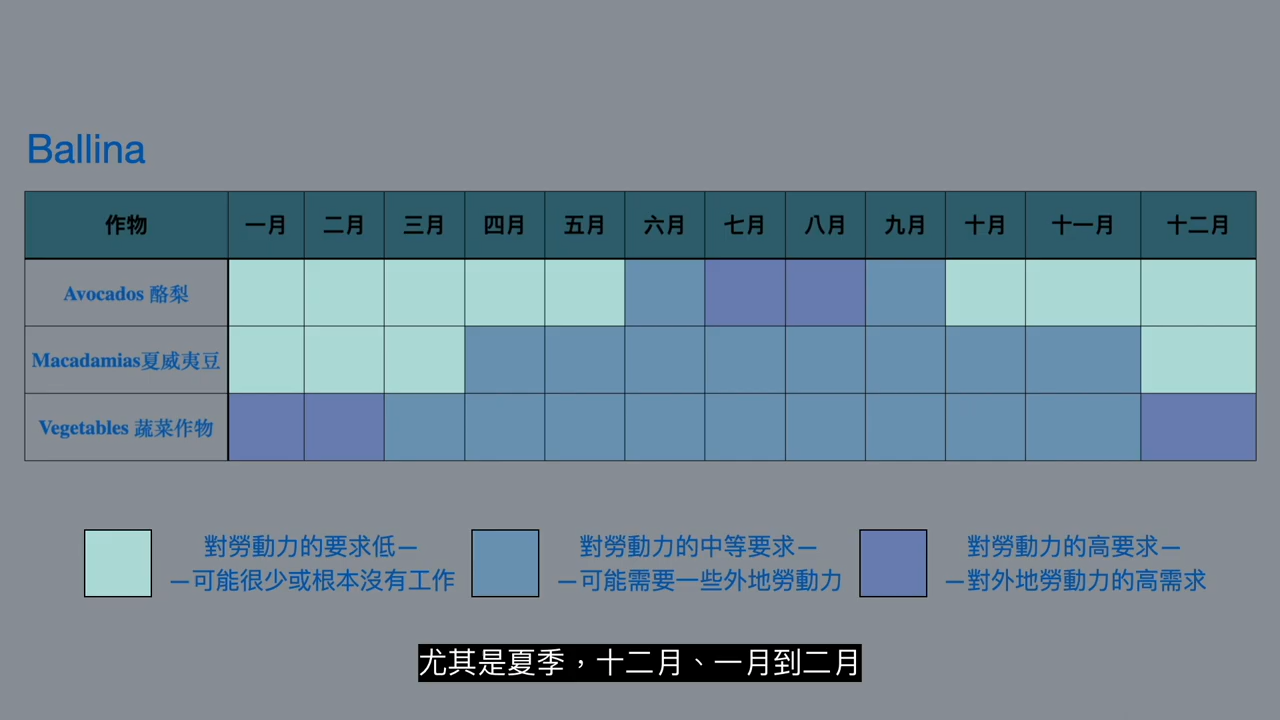 Ballina
作物 一月 二月 三月 四月 五月 六月 七月 八月 九月 十月 十一月 十二月
Avocados 酪梨
Macadamias夏威夷豆
Vegetables 蔬菜作物
對勞動力的要求低—
—可能很少或根本沒有工作
對勞動力的中等要求—
—可能需要一些外地勞動力
對勞動力的高要求—
—對外地勞動力的高需求
尤其是夏季，十二月、一月到二月